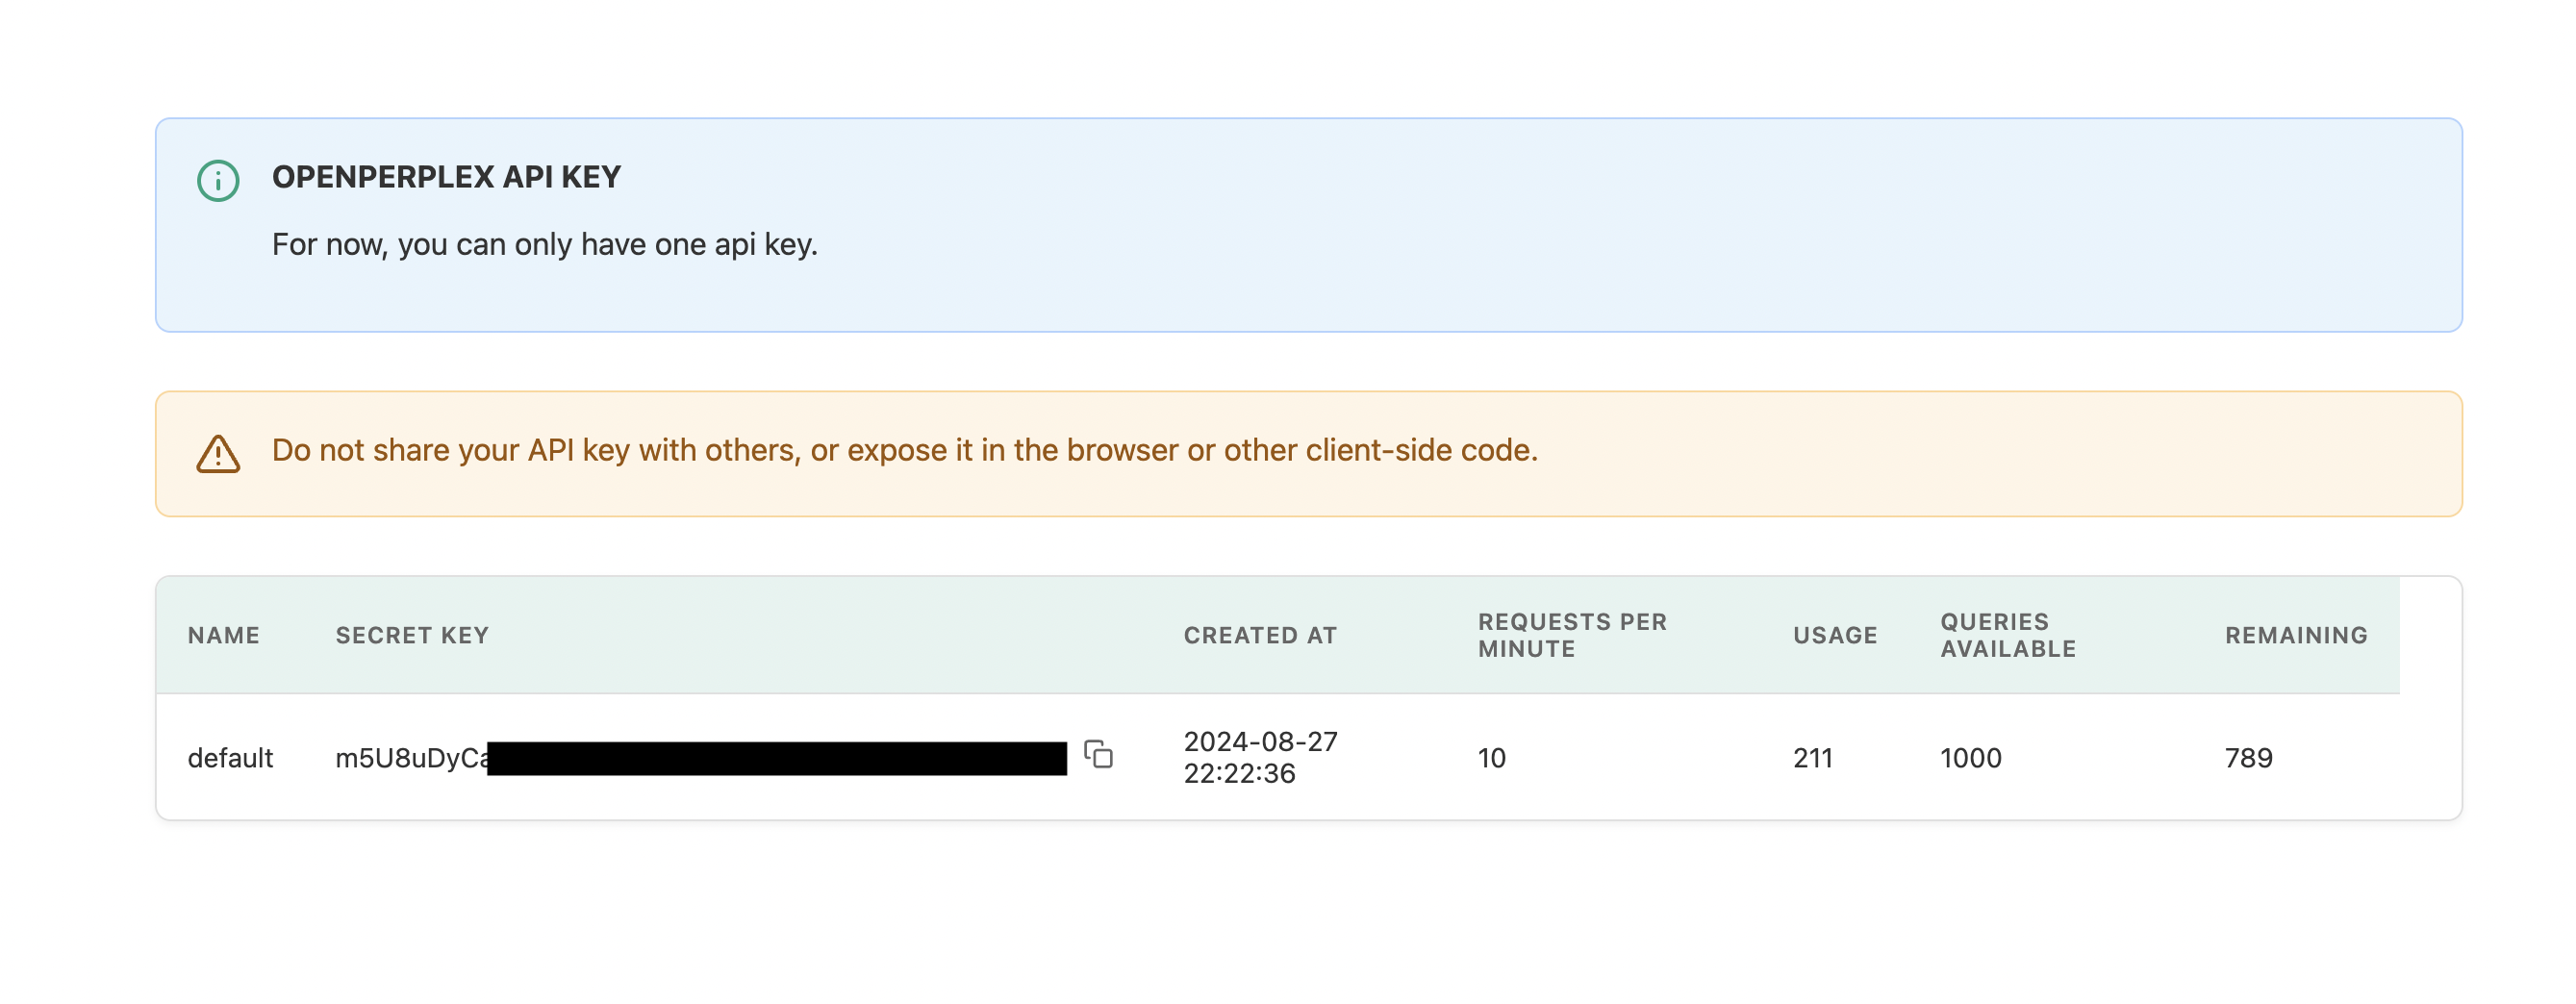 OPENPERPLEX API KEY
For now, you can only have one api key.
Do not share your API key with others, or expose it in the browser or other client-side code.
NAME SECRET KEY CREATED AT REQUESTS PER MINUTE USAGE QUERIES AVAILABLE REMAINING
default m5U8uDyCa 2024-08-27 22:22:36 10 211 1000 789